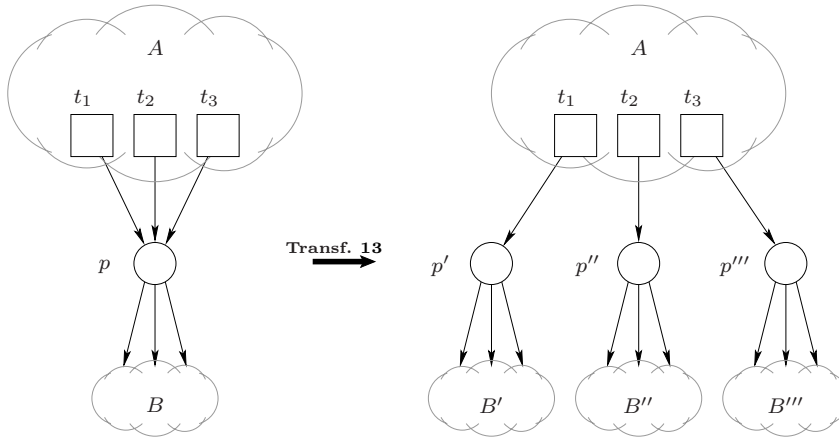 A A
t₁ t₂ t₃ t₁ t₂ t₃
Transf. 13
p p′ p″ p‴
B B′ B″ B‴